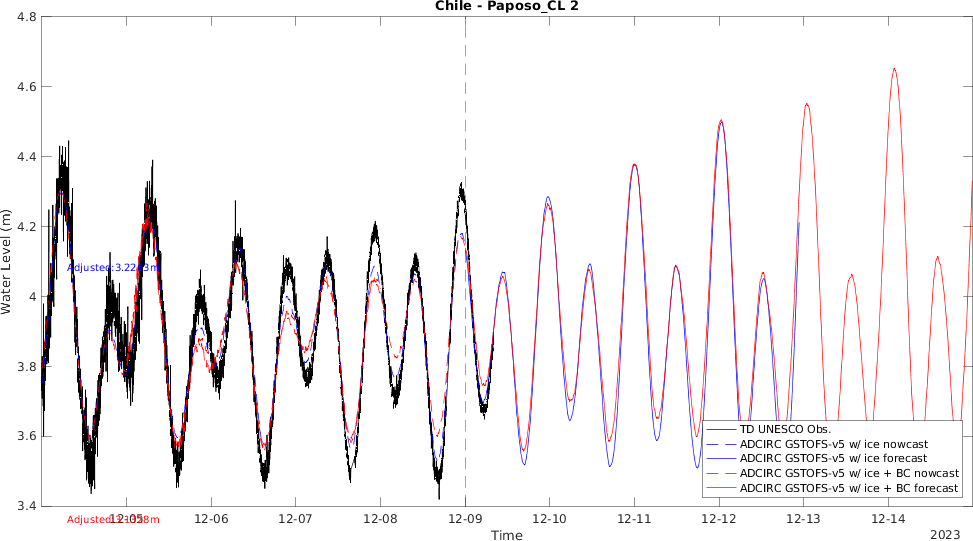 Chile - Paposo_CL 2
4.8
4.6
4.4
4.2
4
3.8
3.6
3.4
Water Level (m)
TD UNESCO Obs.
ADCIRC GSTOFS-v5 w/ ice nowcast
ADCIRC GSTOFS-v5 w/ ice forecast
ADCIRC GSTOFS-v5 w/ ice + BC nowcast
ADCIRC GSTOFS-v5 w/ ice + BC forecast
12-05 12-06 12-07 12-08 12-09 12-10 12-11 12-12 12-13 12-14
Time
2023